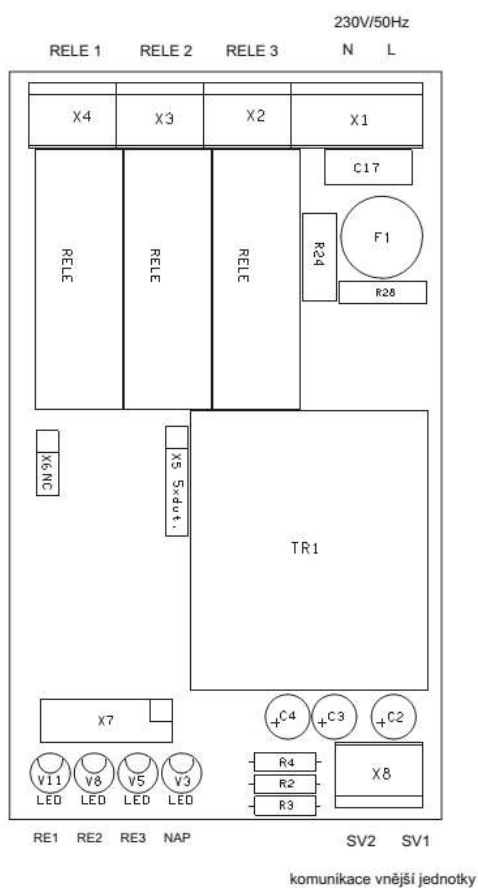 230V/50Hz
RELE 1 RELE 2 RELE 3 N L
X4 X3 X2 X1
C17
RELE RELE RELE R24 F1
R28
X6 NC X5 5xdut.
TR1
X7 C4 C3 C2
R4
V11 V8 V5 V3 R2 X8
LED LED LED LED R3
RE1 RE2 RE3 NAP SV2 SV1
komunikace vnější jednotky